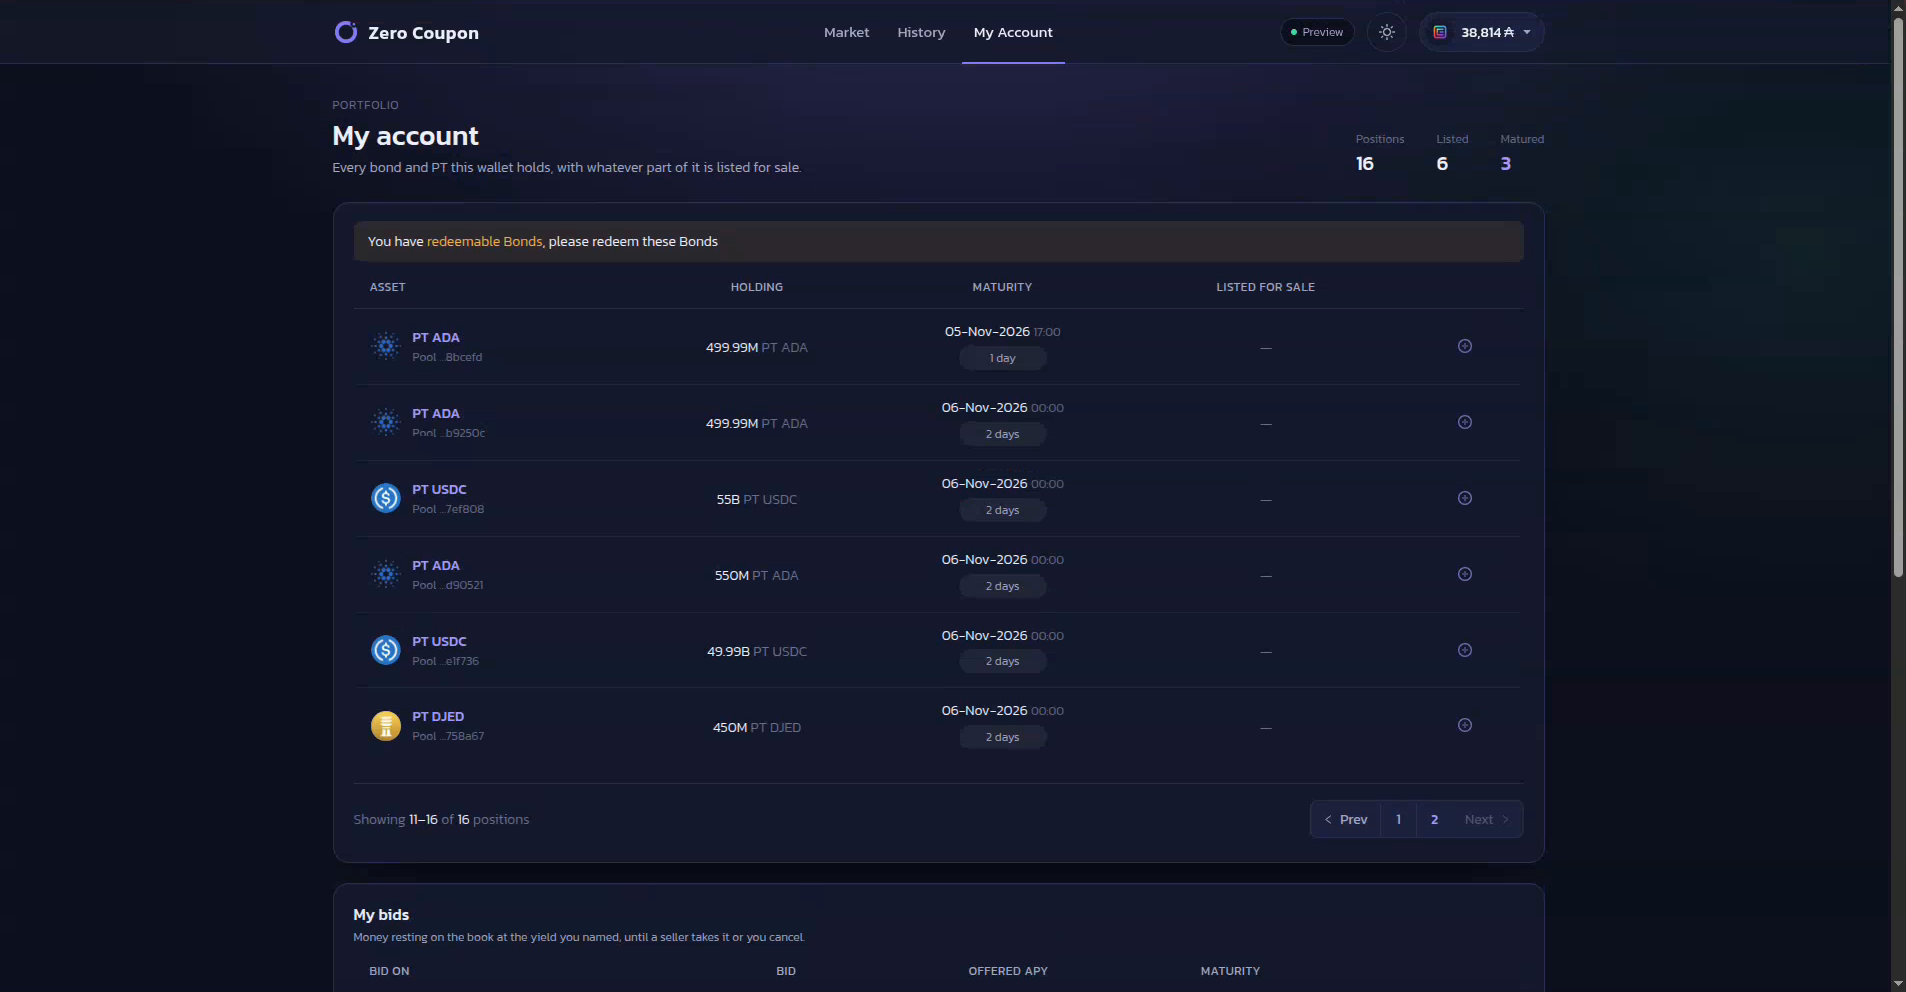 Zero Coupon
Market History My Account
Preview
38,814 ₳
PORTFOLIO
My account
Every bond and PT this wallet holds, with whatever part of it is listed for sale.
Positions Listed Matured
16 6 3
You have redeemable Bonds, please redeem these Bonds
ASSET HOLDING MATURITY LISTED FOR SALE
PT ADA
Pool ...8bcefd
499.99M PT ADA
05-Nov-2026 17:00
1 day
—
PT ADA
Pool ...b9250c
499.99M PT ADA
06-Nov-2026 00:00
2 days
—
PT USDC
Pool ...7ef808
55B PT USDC
06-Nov-2026 00:00
2 days
—
PT ADA
Pool ...d90521
550M PT ADA
06-Nov-2026 00:00
2 days
—
PT USDC
Pool ...e1f736
49.99B PT USDC
06-Nov-2026 00:00
2 days
—
PT DJED
Pool ...758a67
450M PT DJED
06-Nov-2026 00:00
2 days
—
Showing 11–16 of 16 positions
< Prev 1 2 Next >
My bids
Money resting on the book at the yield you named, until a seller takes it or you cancel.
BID ON BID OFFERED APY MATURITY